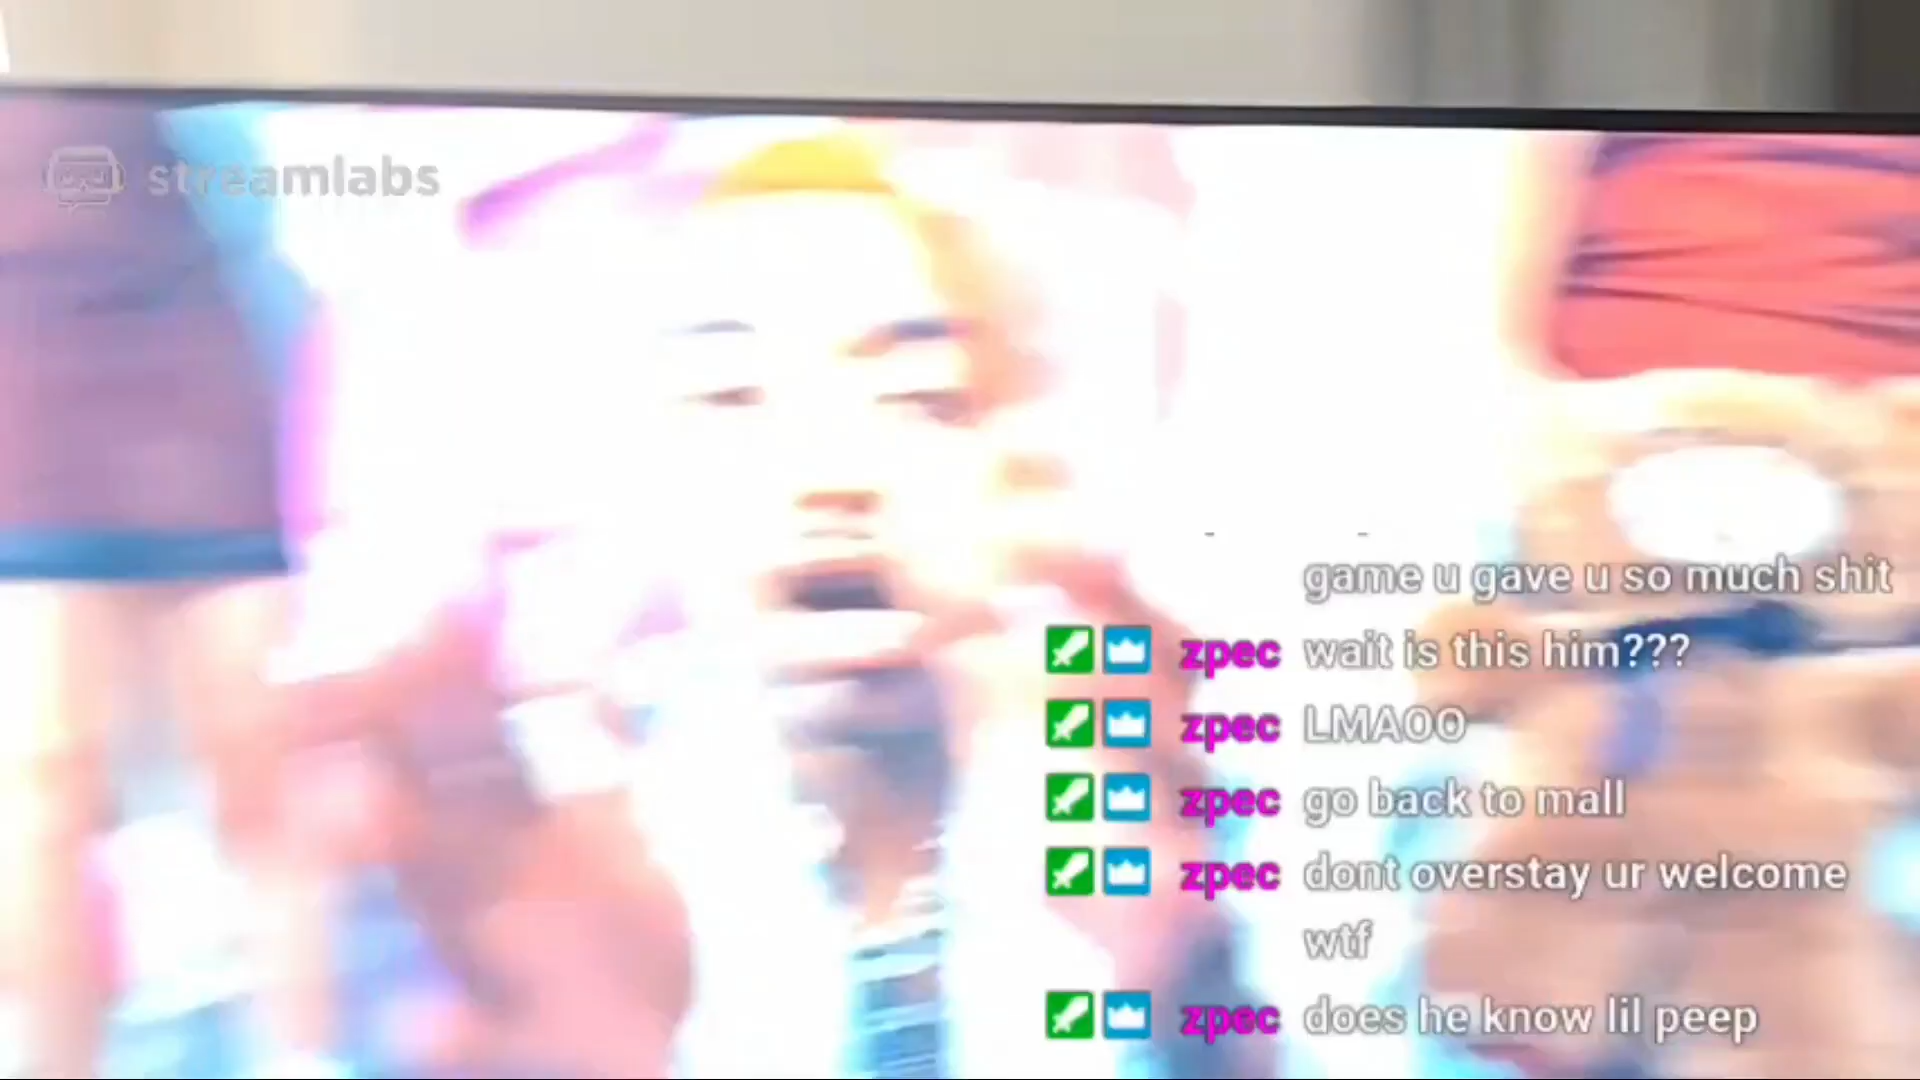 streamlabs
game u gave u so much shit
zpec wait is this him???
zpec LMAOO
zpec go back to mall
zpec dont overstay ur welcome
wtf
zpec does he know lil peep